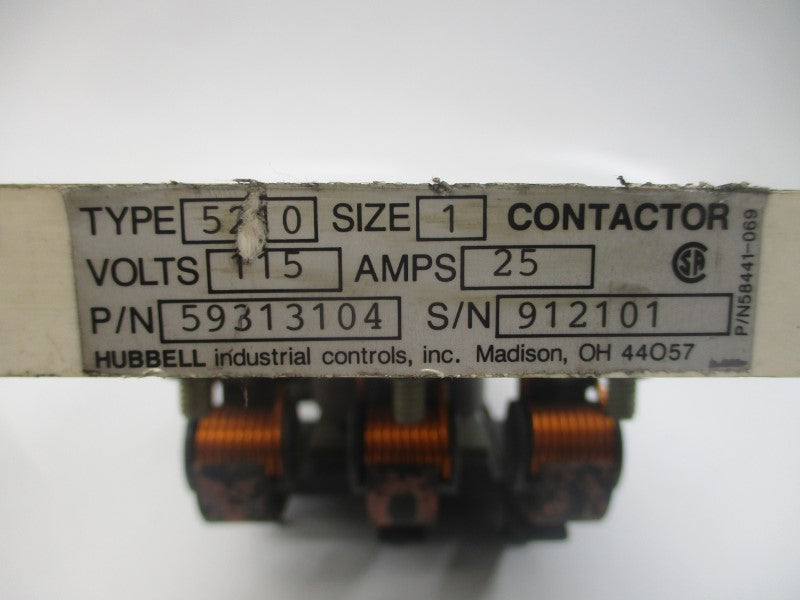 TYPE 5210 SIZE 1 CONTACTOR
VOLTS 115 AMPS 25
P/N 59313104 S/N 912101
HUBBELL industrial controls, inc. Madison, OH 44057
P/N58441-069